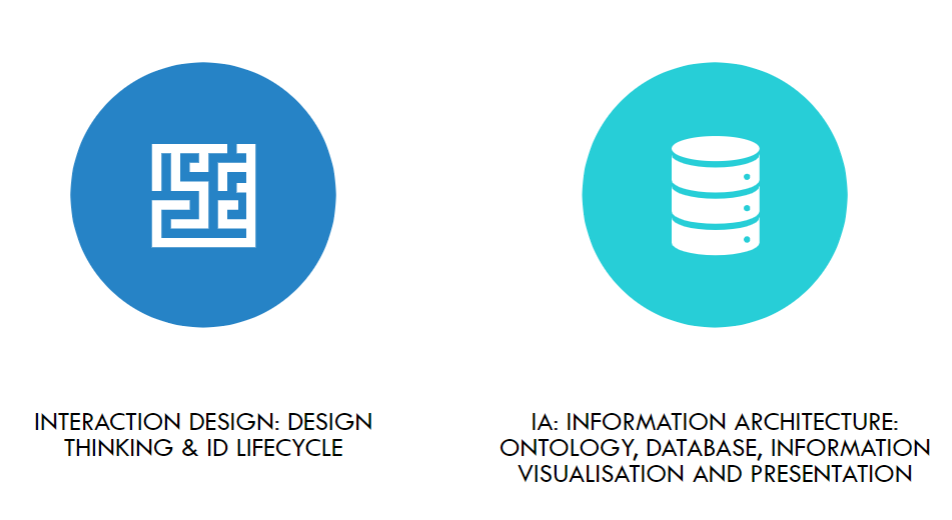 INTERACTION DESIGN: DESIGN
THINKING & ID LIFECYCLE
IA: INFORMATION ARCHITECTURE:
ONTOLOGY, DATABASE, INFORMATION
VISUALISATION AND PRESENTATION